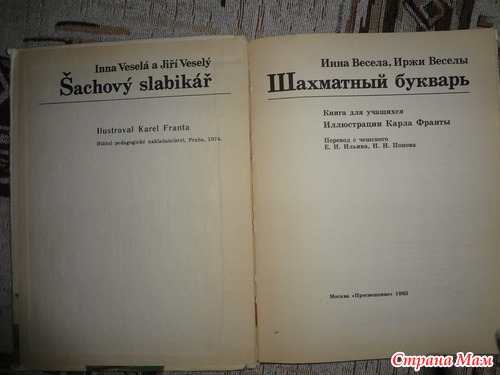 Inna Veselá a Jiří Veselý
Šachový slabikář
Ilustroval Karel Franta
Státní pedagogické nakladatelství, Praha, 1974.
Инна Весела, Иржи Веселы
Шахматный букварь
Книга для учащихся
Иллюстрации Карла Франты
Перевод с чешского
Е. И. Ильина, Н. Н. Попова
Москва «Просвещение» 1993
Страна Мам